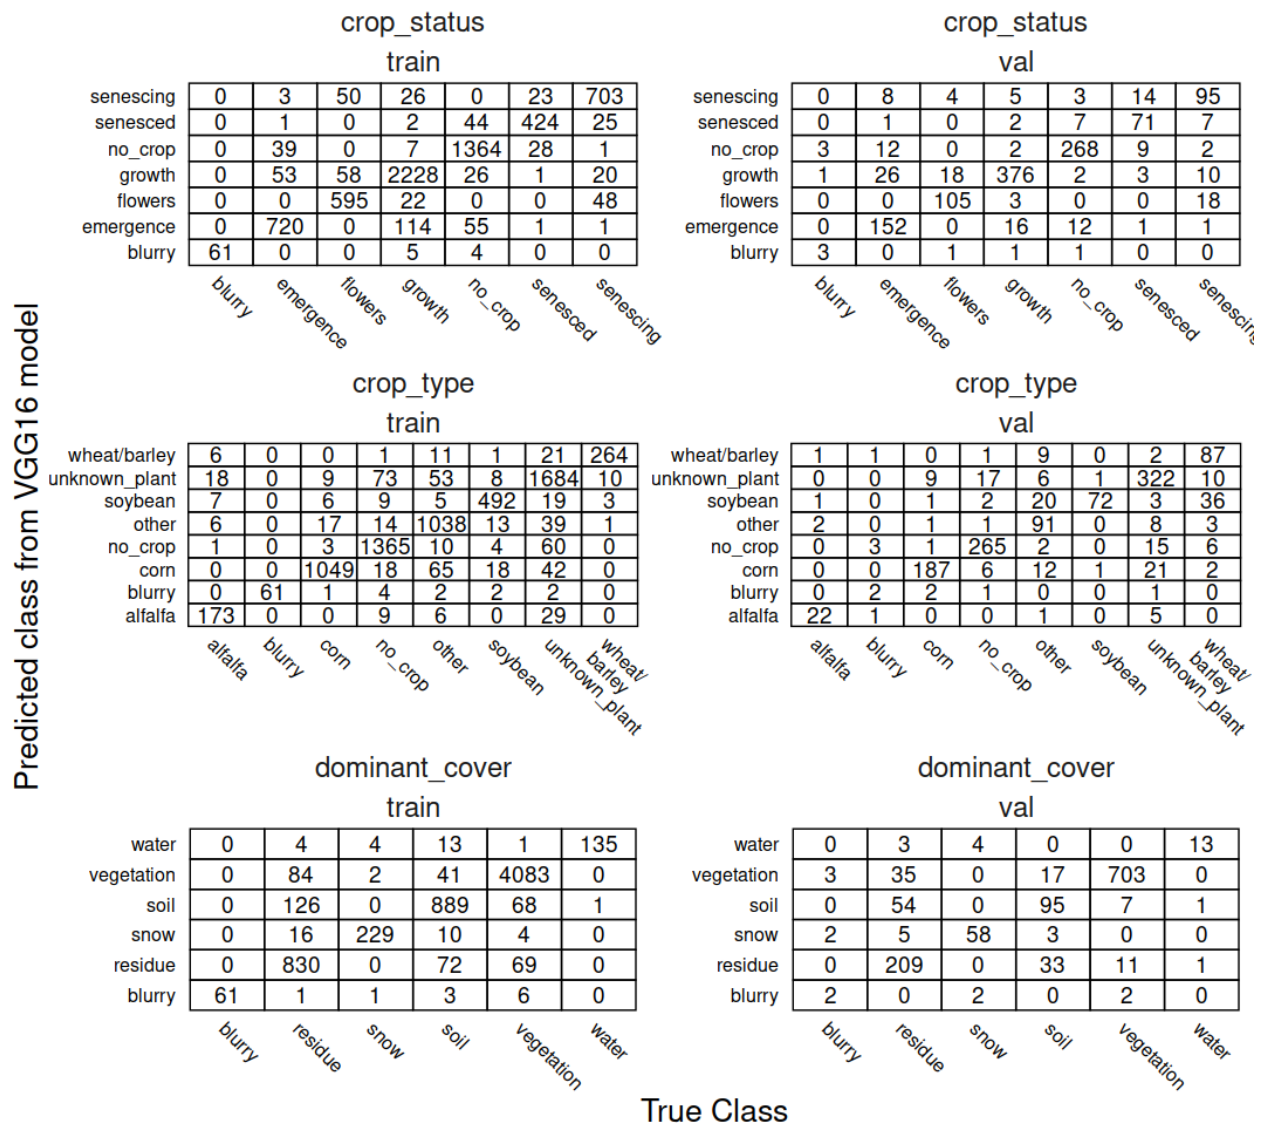 crop_status
train
senescing 0 3 50 26 0 23 703
senesced 0 1 0 2 44 424 25
no_crop 0 39 0 7 1364 28 1
growth 0 53 58 2228 26 1 20
flowers 0 0 595 22 0 0 48
emergence 0 720 0 114 55 1 1
blurry 61 0 0 5 4 0 0
blurry emergence flowers growth no_crop senesced senescing
crop_status
val
senescing 0 8 4 5 3 14 95
senesced 0 1 0 2 7 71 7
no_crop 3 12 0 2 268 9 2
growth 1 26 18 376 2 3 10
flowers 0 0 105 3 0 0 18
emergence 0 152 0 16 12 1 1
blurry 3 0 1 1 1 0 0
blurry emergence flowers growth no_crop senesced senescing
Predicted class from VGG16 model
crop_type
train
wheat/barley 6 0 0 1 11 1 21 264
unknown_plant 18 0 9 73 53 8 1684 10
soybean 7 0 6 9 5 492 19 3
other 6 0 17 14 1038 13 39 1
no_crop 1 0 3 1365 10 4 60 0
corn 0 0 1049 18 65 18 42 0
blurry 0 61 1 4 2 2 2 0
alfalfa 173 0 0 9 6 0 29 0
alfalfa blurry corn no_crop other soybean unknown_plant wheat/
barley
crop_type
val
wheat/barley 1 1 0 1 9 0 2 87
unknown_plant 0 0 9 17 6 1 322 10
soybean 1 0 1 2 20 72 3 36
other 2 0 1 1 91 0 8 3
no_crop 0 3 1 265 2 0 15 6
corn 0 0 187 6 12 1 21 2
blurry 0 2 2 1 0 0 1 0
alfalfa 22 1 0 0 1 0 5 0
alfalfa blurry corn no_crop other soybean unknown_plant wheat/
barley
dominant_cover
train
water 0 4 4 13 1 135
vegetation 0 84 2 41 4083 0
soil 0 126 0 889 68 1
snow 0 16 229 10 4 0
residue 0 830 0 72 69 0
blurry 61 1 1 3 6 0
blurry residue snow soil vegetation water
dominant_cover
val
water 0 3 4 0 0 13
vegetation 3 35 0 17 703 0
soil 0 54 0 95 7 1
snow 2 5 58 3 0 0
residue 0 209 0 33 11 1
blurry 2 0 2 0 2 0
blurry residue snow soil vegetation water
True Class